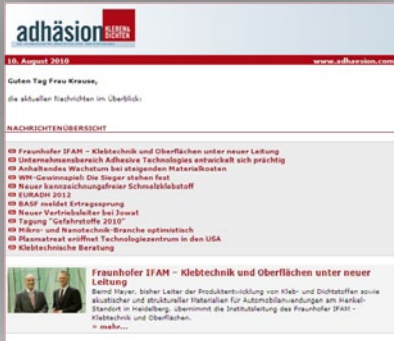 adhäsion KLEBEN& DICHTEN
10. August 2010 www.adhaesion.com
Guten Tag Frau Krause,
die aktuellen Nachrichten im Überblick:
NACHRICHTENÜBERSICHT
Fraunhofer IFAM – Klebtechnik und Oberflächen unter neuer Leitung
Unternehmensbereich Adhesive Technologies entwickelt sich prächtig
Anhaltendes Wachstum bei steigenden Materialkosten
WM-Gewinnspiel: Die Sieger stehen fest
Neuer kennzeichnungsfreier Schmelzklebstoff
EURADH 2012
BASF meldet Ertragssprung
Neuer Vertriebsleiter bei Jowat
Tagung "Gefahrstoffe 2010"
Mikro- und Nanotechnik-Branche optimistisch
Plasmatreat eröffnet Technologiezentrum in den USA
Klebtechnische Beratung
Fraunhofer IFAM – Klebtechnik und Oberflächen unter neuer
Leitung
Bernd Mayer, bisher Leiter der Produktentwicklung von Kleb- und Dichtstoffen sowie
akustischer und struktureller Materialien für Automobilanwendungen am Henkel-
Standort in Heidelberg, übernimmt die Institutsleitung des Fraunhofer IFAM -
Klebtechnik und Oberflächen.
» mehr...